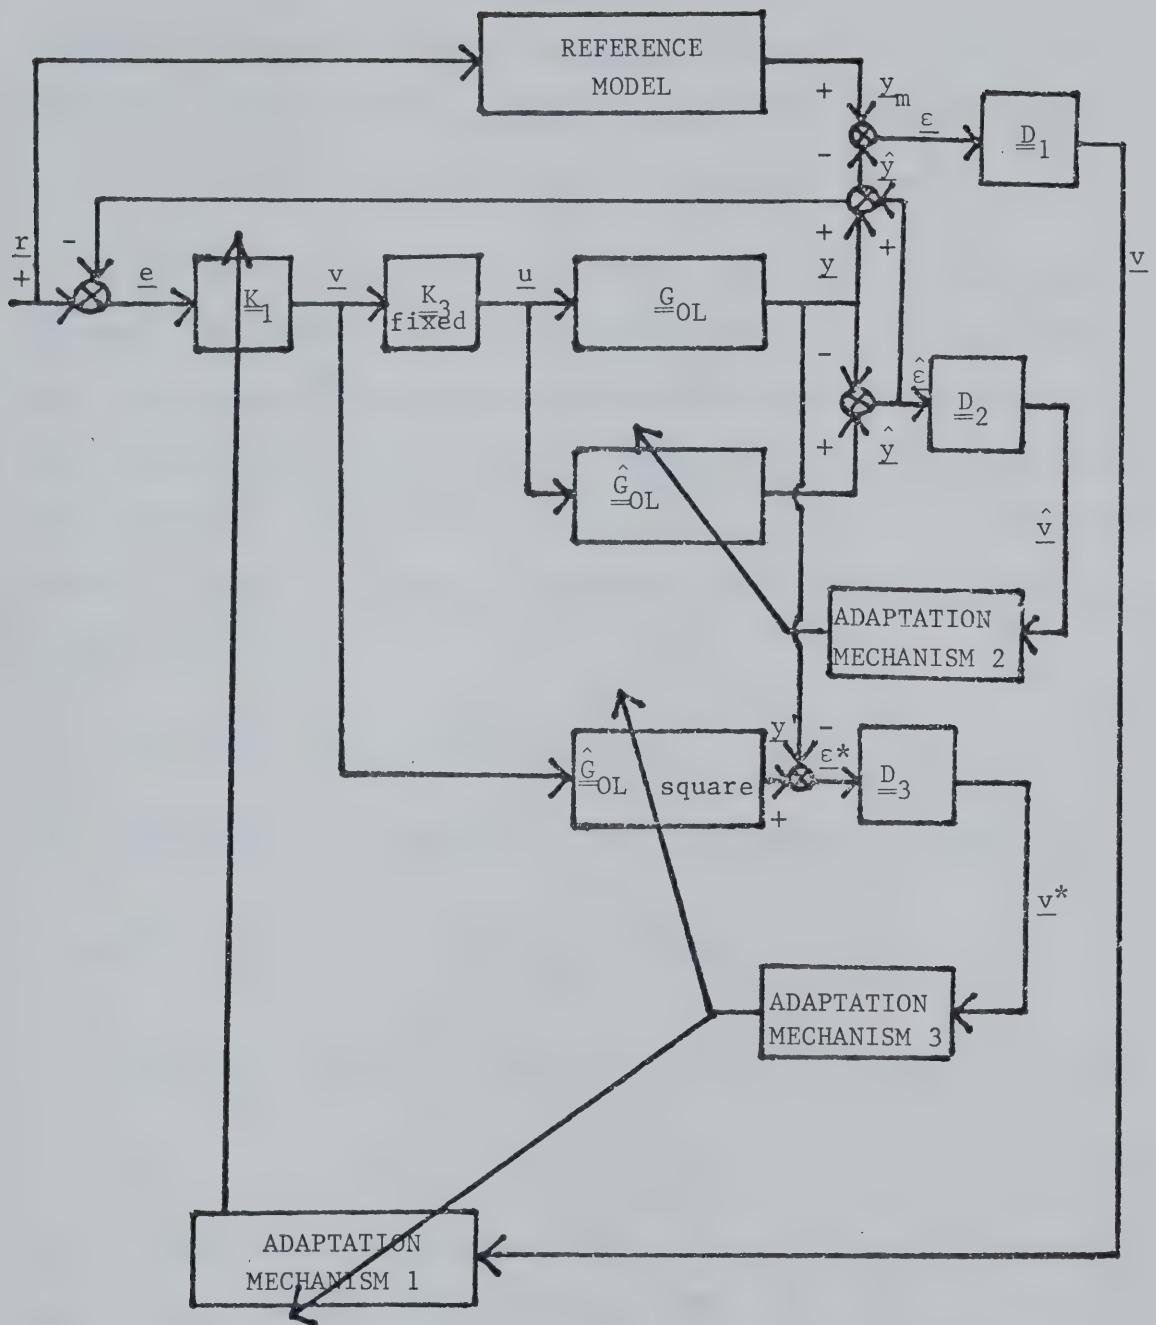 REFERENCE
MODEL
+
y_m
ε
D_1
-
ŷ
r
-
+
e
K_1
v
K_3
fixed
u
G_OL
+
y
+
v
-
ε̂
D_2
+
ŷ
Ĝ_OL
v̂
ADAPTATION
MECHANISM 2
Ĝ_OL square
y
-
ε*
+
D_3
v*
ADAPTATION
MECHANISM 3
ADAPTATION
MECHANISM 1